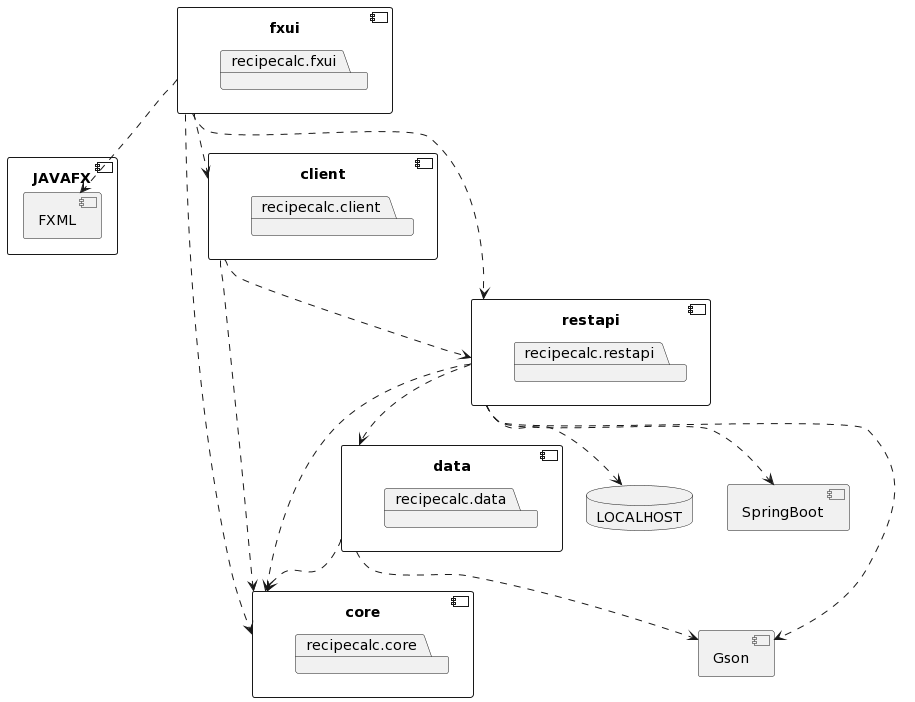 fxui
recipecalc.fxui
JAVAFX
FXML
client
recipecalc.client
restapi
recipecalc.restapi
data
recipecalc.data
LOCALHOST
SpringBoot
core
recipecalc.core
Gson